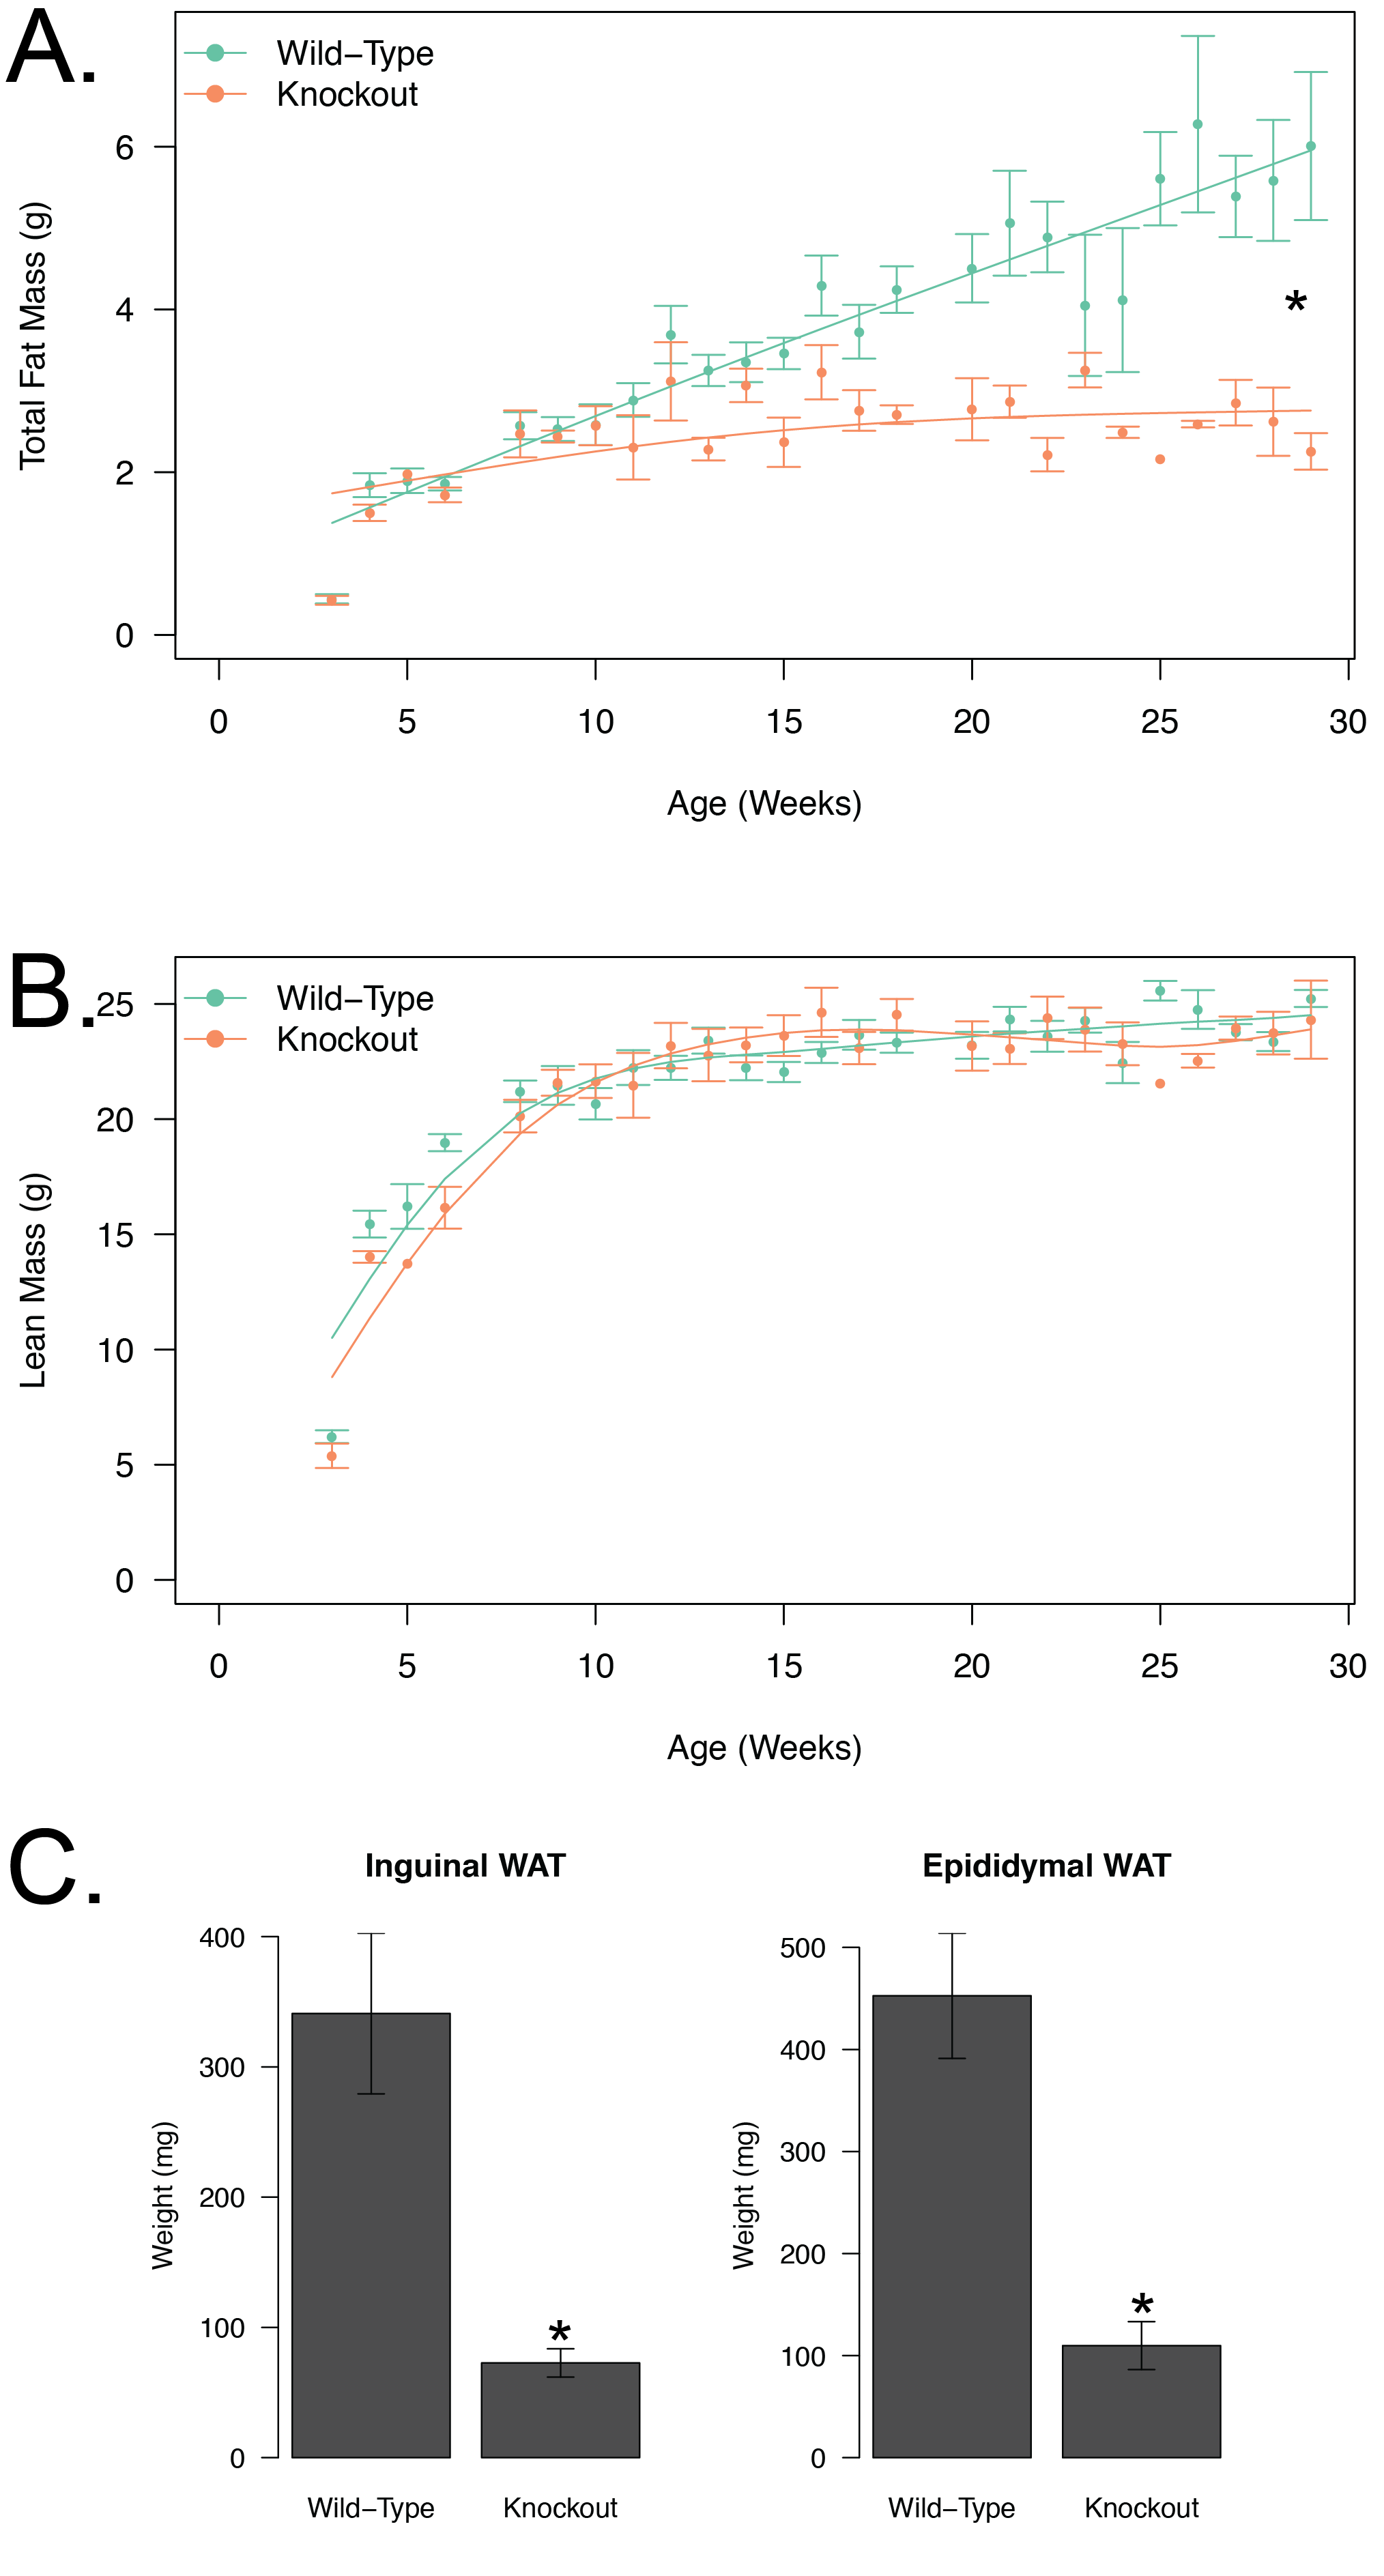 A.
Wild−Type
Knockout
Total Fat Mass (g)
6
4
2
0
*
0 5 10 15 20 25 30
Age (Weeks)
B.
Wild−Type
Knockout
Lean Mass (g)
25
20
15
10
5
0
0 5 10 15 20 25 30
Age (Weeks)
C.
Inguinal WAT
Weight (mg)
400
300
200
100
0
*
Wild−Type Knockout
Epididymal WAT
Weight (mg)
500
400
300
200
100
0
*
Wild−Type Knockout